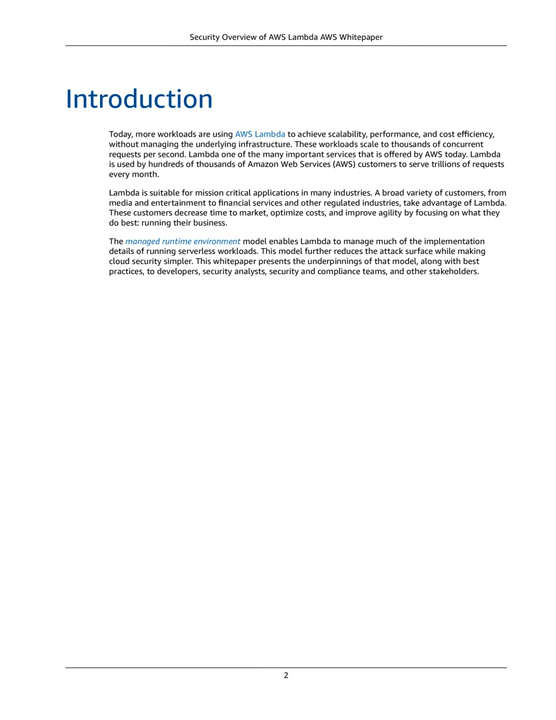 Security Overview of AWS Lambda AWS Whitepaper
Introduction
Today, more workloads are using AWS Lambda to achieve scalability, performance, and cost efficiency,
without managing the underlying infrastructure. These workloads scale to thousands of concurrent
requests per second. Lambda one of the many important services that is offered by AWS today. Lambda
is used by hundreds of thousands of Amazon Web Services (AWS) customers to serve trillions of requests
every month.
Lambda is suitable for mission critical applications in many industries. A broad variety of customers, from
media and entertainment to financial services and other regulated industries, take advantage of Lambda.
These customers decrease time to market, optimize costs, and improve agility by focusing on what they
do best: running their business.
The managed runtime environment model enables Lambda to manage much of the implementation
details of running serverless workloads. This model further reduces the attack surface while making
cloud security simpler. This whitepaper presents the underpinnings of that model, along with best
practices, to developers, security analysts, security and compliance teams, and other stakeholders.
2